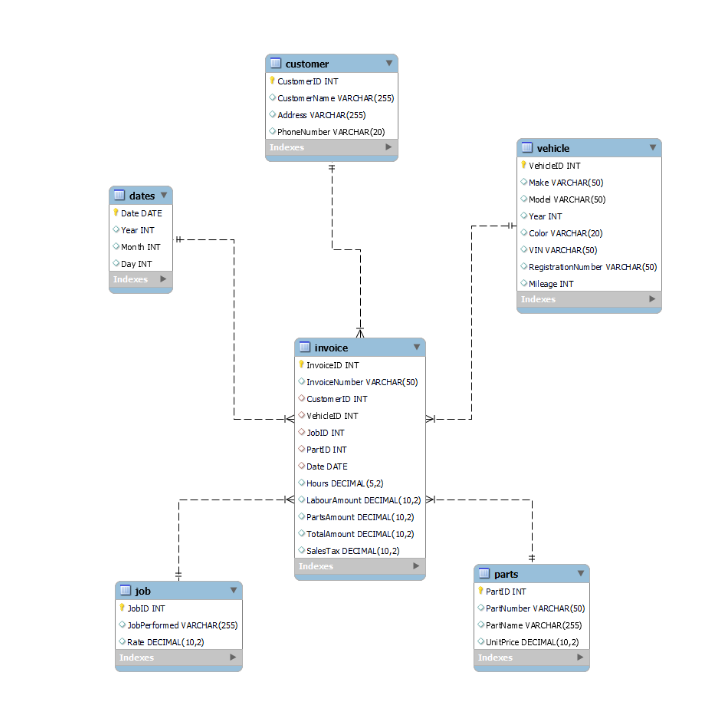 customer
CustomerID INT
CustomerName VARCHAR(255)
Address VARCHAR(255)
PhoneNumber VARCHAR(20)
Indexes
vehicle
VehicleID INT
Make VARCHAR(50)
Model VARCHAR(50)
Year INT
Color VARCHAR(20)
VIN VARCHAR(50)
RegistrationNumber VARCHAR(50)
Mileage INT
Indexes
dates
Date DATE
Year INT
Month INT
Day INT
Indexes
invoice
InvoiceID INT
InvoiceNumber VARCHAR(50)
CustomerID INT
VehicleID INT
JobID INT
PartID INT
Date DATE
Hours DECIMAL(5,2)
LabourAmount DECIMAL(10,2)
PartsAmount DECIMAL(10,2)
TotalAmount DECIMAL(10,2)
SalesTax DECIMAL(10,2)
Indexes
job
JobID INT
JobPerformed VARCHAR(255)
Rate DECIMAL(10,2)
Indexes
parts
PartID INT
PartNumber VARCHAR(50)
PartName VARCHAR(255)
UnitPrice DECIMAL(10,2)
Indexes